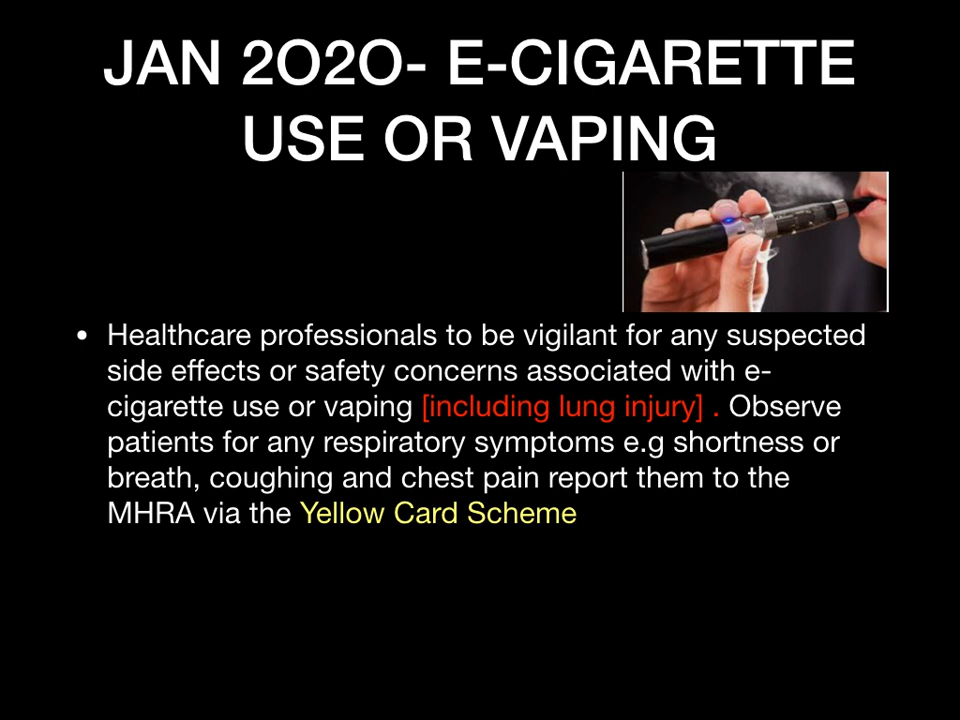 JAN 2O2O- E-CIGARETTE
USE OR VAPING
• Healthcare professionals to be vigilant for any suspected
side effects or safety concerns associated with e-
cigarette use or vaping [including lung injury] . Observe
patients for any respiratory symptoms e.g shortness or
breath, coughing and chest pain report them to the
MHRA via the Yellow Card Scheme